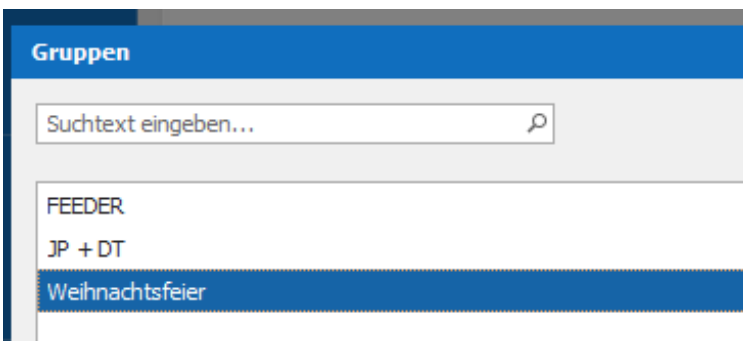 Gruppen
Suchtext eingeben...
FEEDER
JP + DT
Weihnachtsfeier